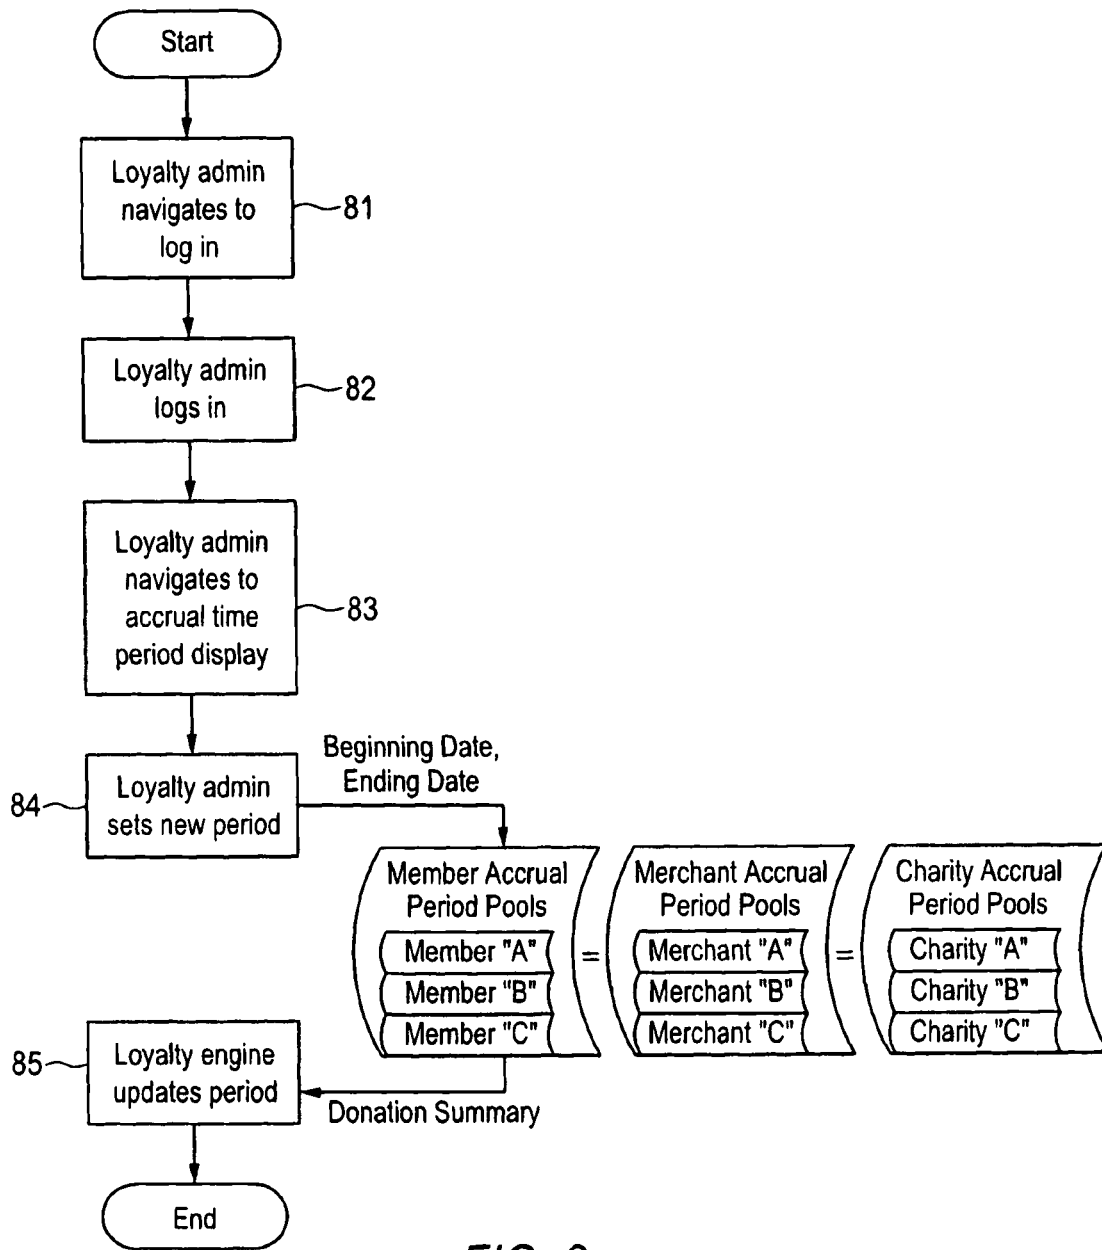 Start
Loyalty admin
navigates to
log in
81
Loyalty admin
logs in
82
Loyalty admin
navigates to
accrual time
period display
83
84
Loyalty admin
sets new period
Beginning Date,
Ending Date
Member Accrual
Period Pools
Member "A"
Member "B"
Member "C"
=
Merchant Accrual
Period Pools
Merchant "A"
Merchant "B"
Merchant "C"
=
Charity Accrual
Period Pools
Charity "A"
Charity "B"
Charity "C"
85
Loyalty engine
updates period
Donation Summary
End